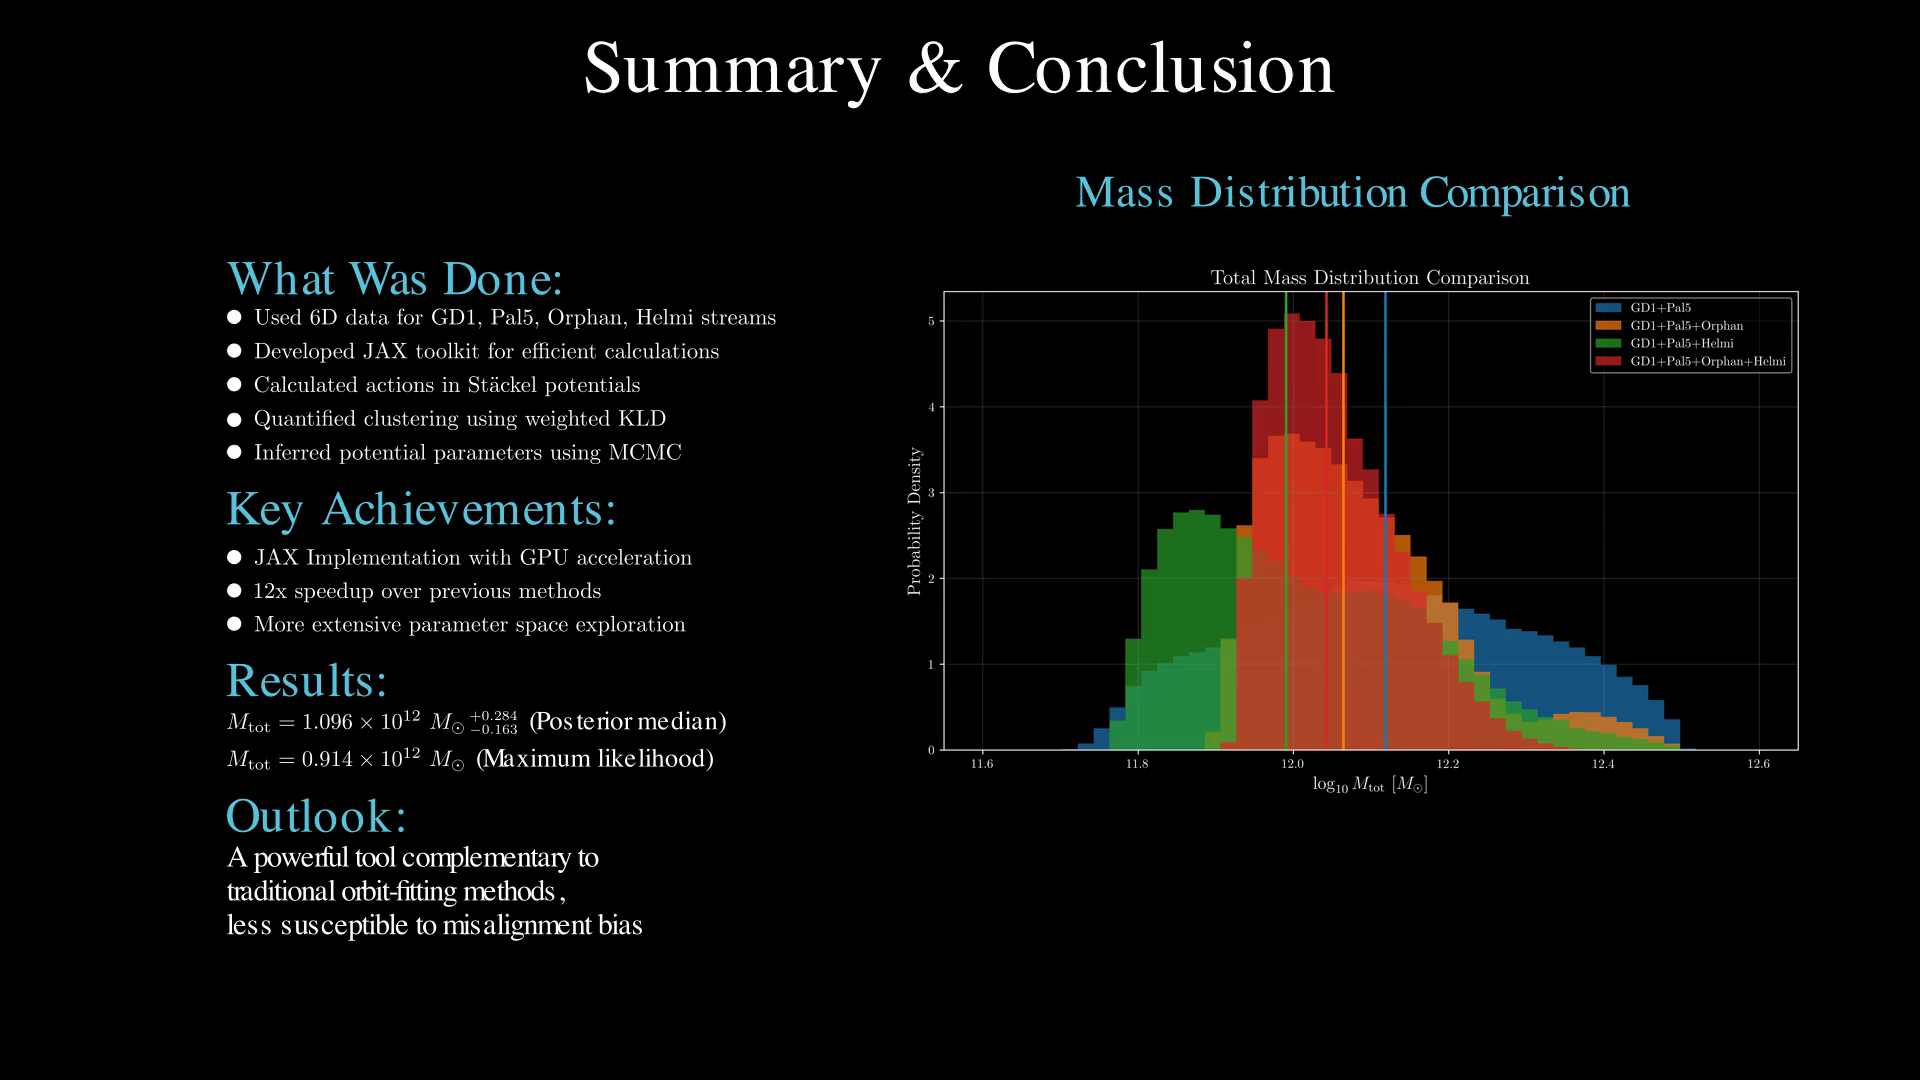 Summary & Conclusion
What Was Done:
● Used 6D data for GD1, Pal5, Orphan, Helmi streams
● Developed JAX toolkit for efficient calculations
● Calculated actions in Stäckel potentials
● Quantified clustering using weighted KLD
● Inferred potential parameters using MCMC
Key Achievements:
● JAX Implementation with GPU acceleration
● 12x speedup over previous methods
● More extensive parameter space exploration
Results:
M_tot = 1.096 × 10^12 M_⊙ ^+0.284 _−0.163 (Posterior median)
M_tot = 0.914 × 10^12 M_⊙ (Maximum likelihood)
Outlook:
A powerful tool complementary to
traditional orbit-fitting methods,
less susceptible to misalignment bias
Mass Distribution Comparison
Total Mass Distribution Comparison
GD1+Pal5
GD1+Pal5+Orphan
GD1+Pal5+Helmi
GD1+Pal5+Orphan+Helmi
Probability Density
5
4
3
2
1
0
11.6 11.8 12.0 12.2 12.4 12.6
log_10 M_tot [M_⊙]